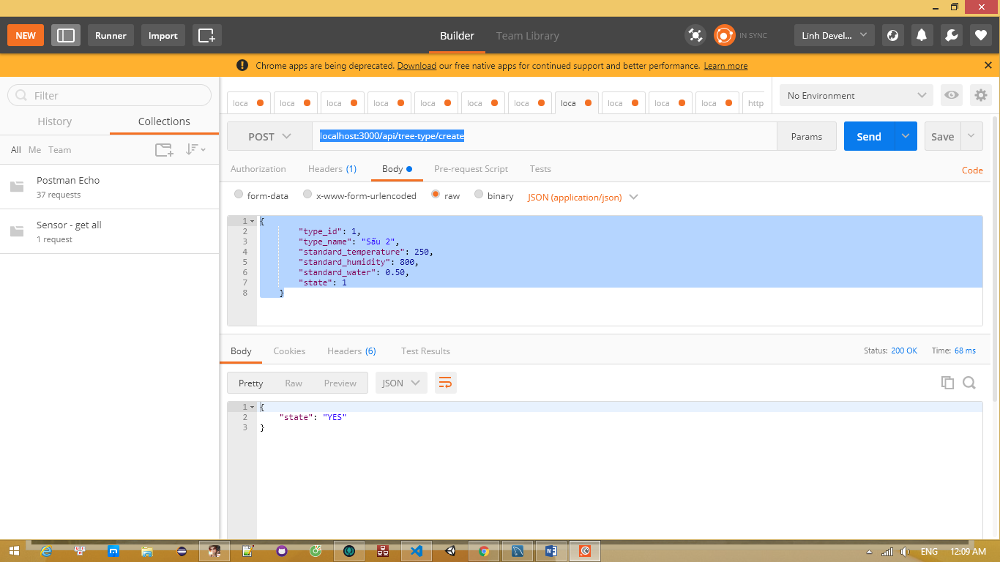 NEW Runner Import Builder Team Library IN SYNC Linh Devel...
Chrome apps are being deprecated. Download our free native apps for continued support and better performance. Learn more
Filter
History Collections
All Me Team
Postman Echo
37 requests
Sensor - get all
1 request
loca loca loca loca loca loca loca loca loca loca loca http
No Environment
POST localhost:3000/api/tree-type/create Params Send Save
Authorization Headers (1) Body Pre-request Script Tests Code
form-data x-www-form-urlencoded raw binary JSON (application/json)
1 {
2 "type_id": 1,
3 "type_name": "Sấu 2",
4 "standard_temperature": 250,
5 "standard_humidity": 800,
6 "standard_water": 0.50,
7 "state": 1
8 }
Body Cookies Headers (6) Test Results Status: 200 OK Time: 68 ms
Pretty Raw Preview JSON
1 {
2 "state": "YES"
3 }
ENG 12:09 AM